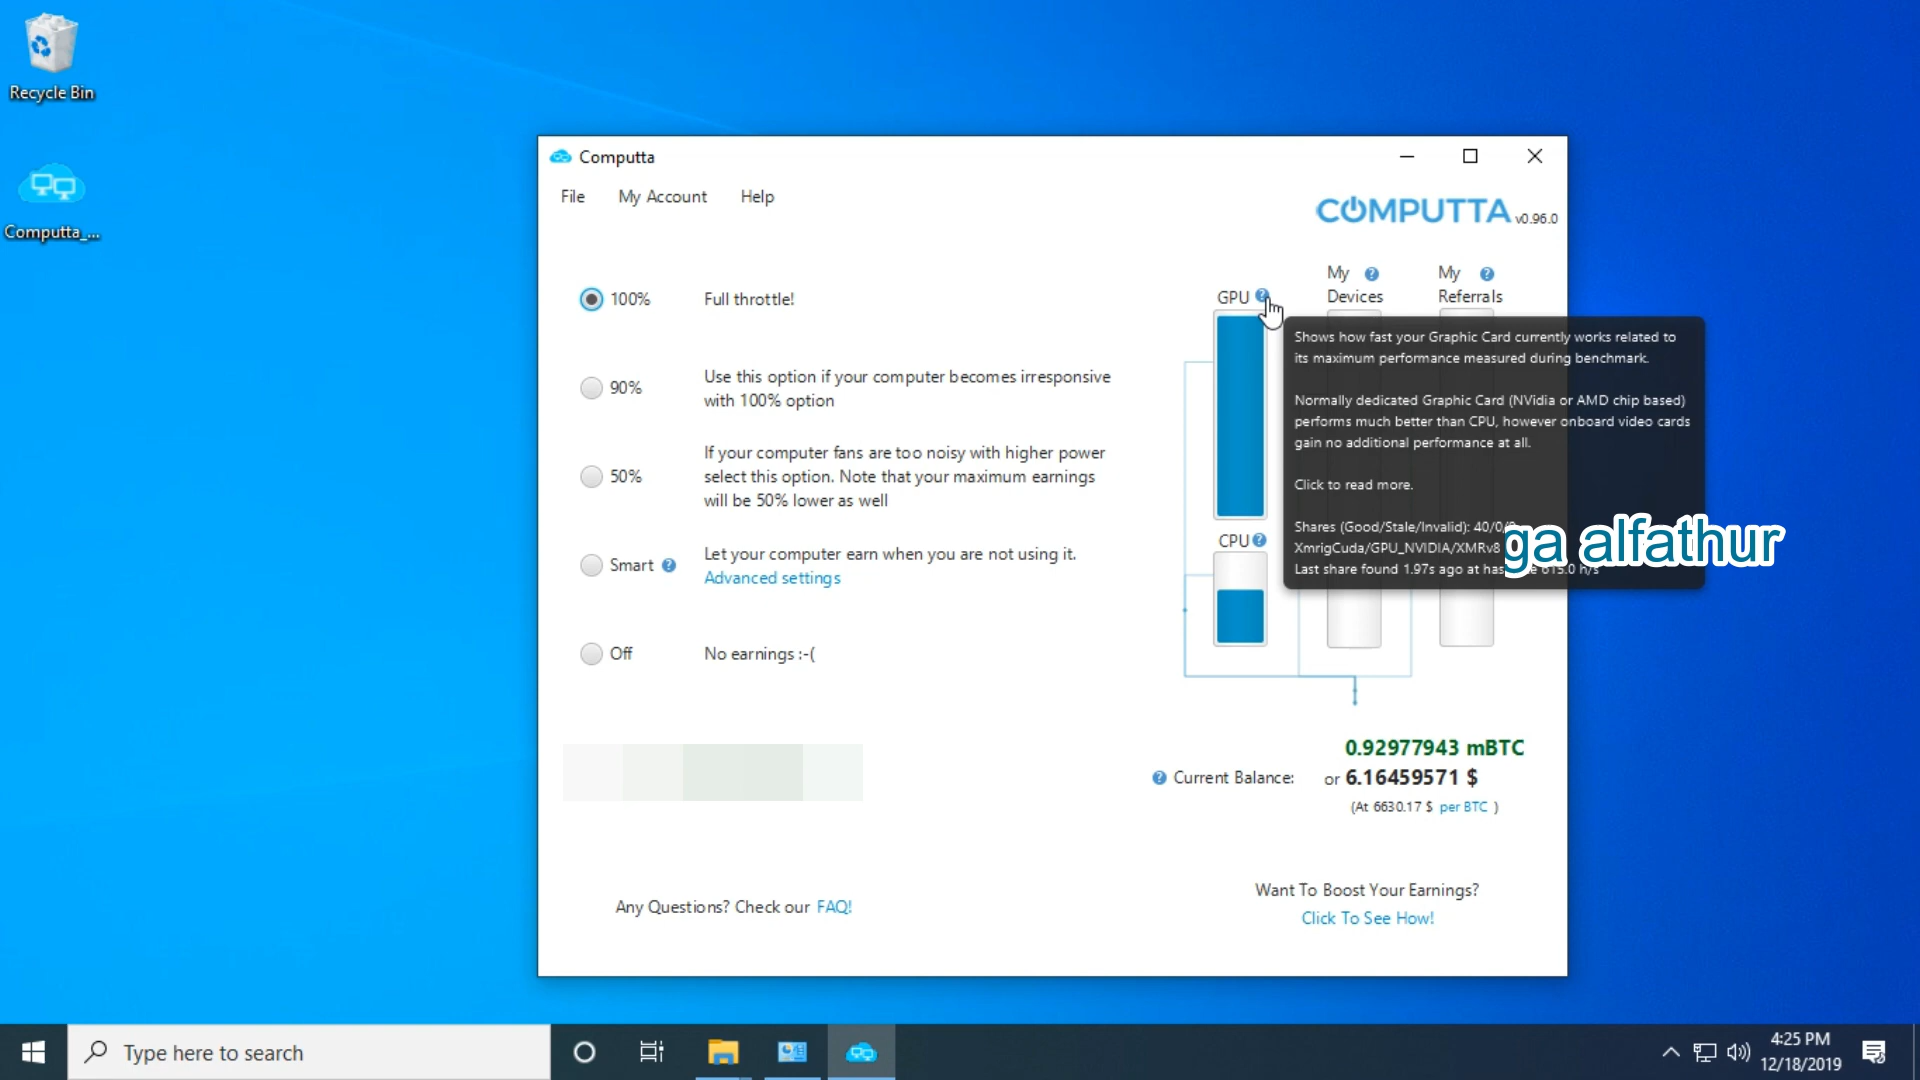 Recycle Bin
Computta_...
Computta
File My Account Help
COMPUTTA v0.96.0
100% Full throttle!
90% Use this option if your computer becomes irresponsive
with 100% option
50% If your computer fans are too noisy with higher power
select this option. Note that your maximum earnings
will be 50% lower as well
Smart Let your computer earn when you are not using it.
Advanced settings
Off No earnings :-(
GPU
My
Devices
My
Referrals
Shows how fast your Graphic Card currently works related to
its maximum performance measured during benchmark.
Normally dedicated Graphic Card (NVidia or AMD chip based)
performs much better than CPU, however onboard video cards
gain no additional performance at all.
Click to read more.
Shares (Good/Stale/Invalid): 40/0/
XmrigCuda/GPU_NVIDIA/XMRv8
Last share found 1.97s ago at 615.0 h/s
ga alfathur
CPU
0.92977943 mBTC
Current Balance: or 6.16459571 $
(At 6630.17 $ per BTC )
Any Questions? Check our FAQ!
Want To Boost Your Earnings?
Click To See How!
Type here to search
4:25 PM
12/18/2019